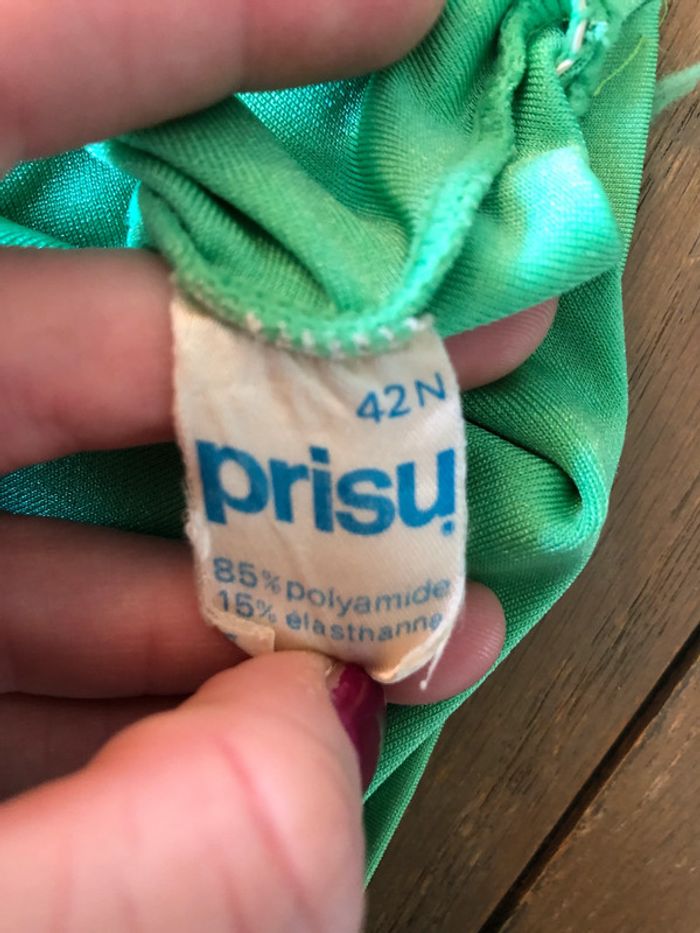 42N
prisu.
85% polyamide
15% élasthanne